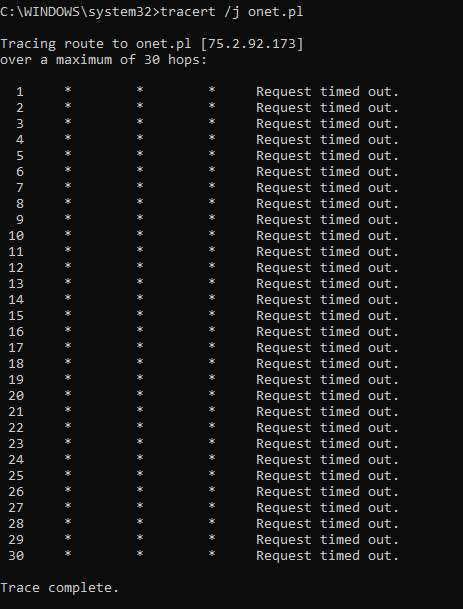 C:\WINDOWS\system32>tracert /j onet.pl
Tracing route to onet.pl [75.2.92.173]
over a maximum of 30 hops:
1 * * * Request timed out.
2 * * * Request timed out.
3 * * * Request timed out.
4 * * * Request timed out.
5 * * * Request timed out.
6 * * * Request timed out.
7 * * * Request timed out.
8 * * * Request timed out.
9 * * * Request timed out.
10 * * * Request timed out.
11 * * * Request timed out.
12 * * * Request timed out.
13 * * * Request timed out.
14 * * * Request timed out.
15 * * * Request timed out.
16 * * * Request timed out.
17 * * * Request timed out.
18 * * * Request timed out.
19 * * * Request timed out.
20 * * * Request timed out.
21 * * * Request timed out.
22 * * * Request timed out.
23 * * * Request timed out.
24 * * * Request timed out.
25 * * * Request timed out.
26 * * * Request timed out.
27 * * * Request timed out.
28 * * * Request timed out.
29 * * * Request timed out.
30 * * * Request timed out.
Trace complete.